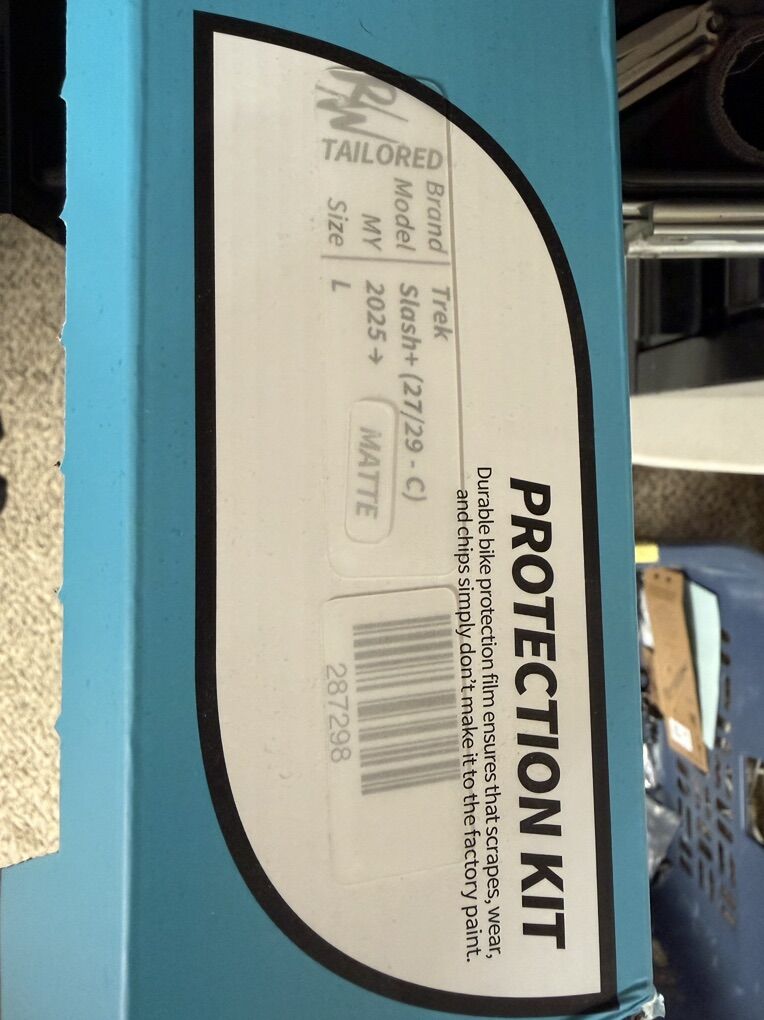 PROTECTION KIT
Durable bike protection film ensures that scrapes, wear,
and chips simply don't make it to the factory paint.
R/W
TAILORED
Brand Trek
Model Slash+ (27/29 - C)
MY 2025 →
Size L
MATTE
287298